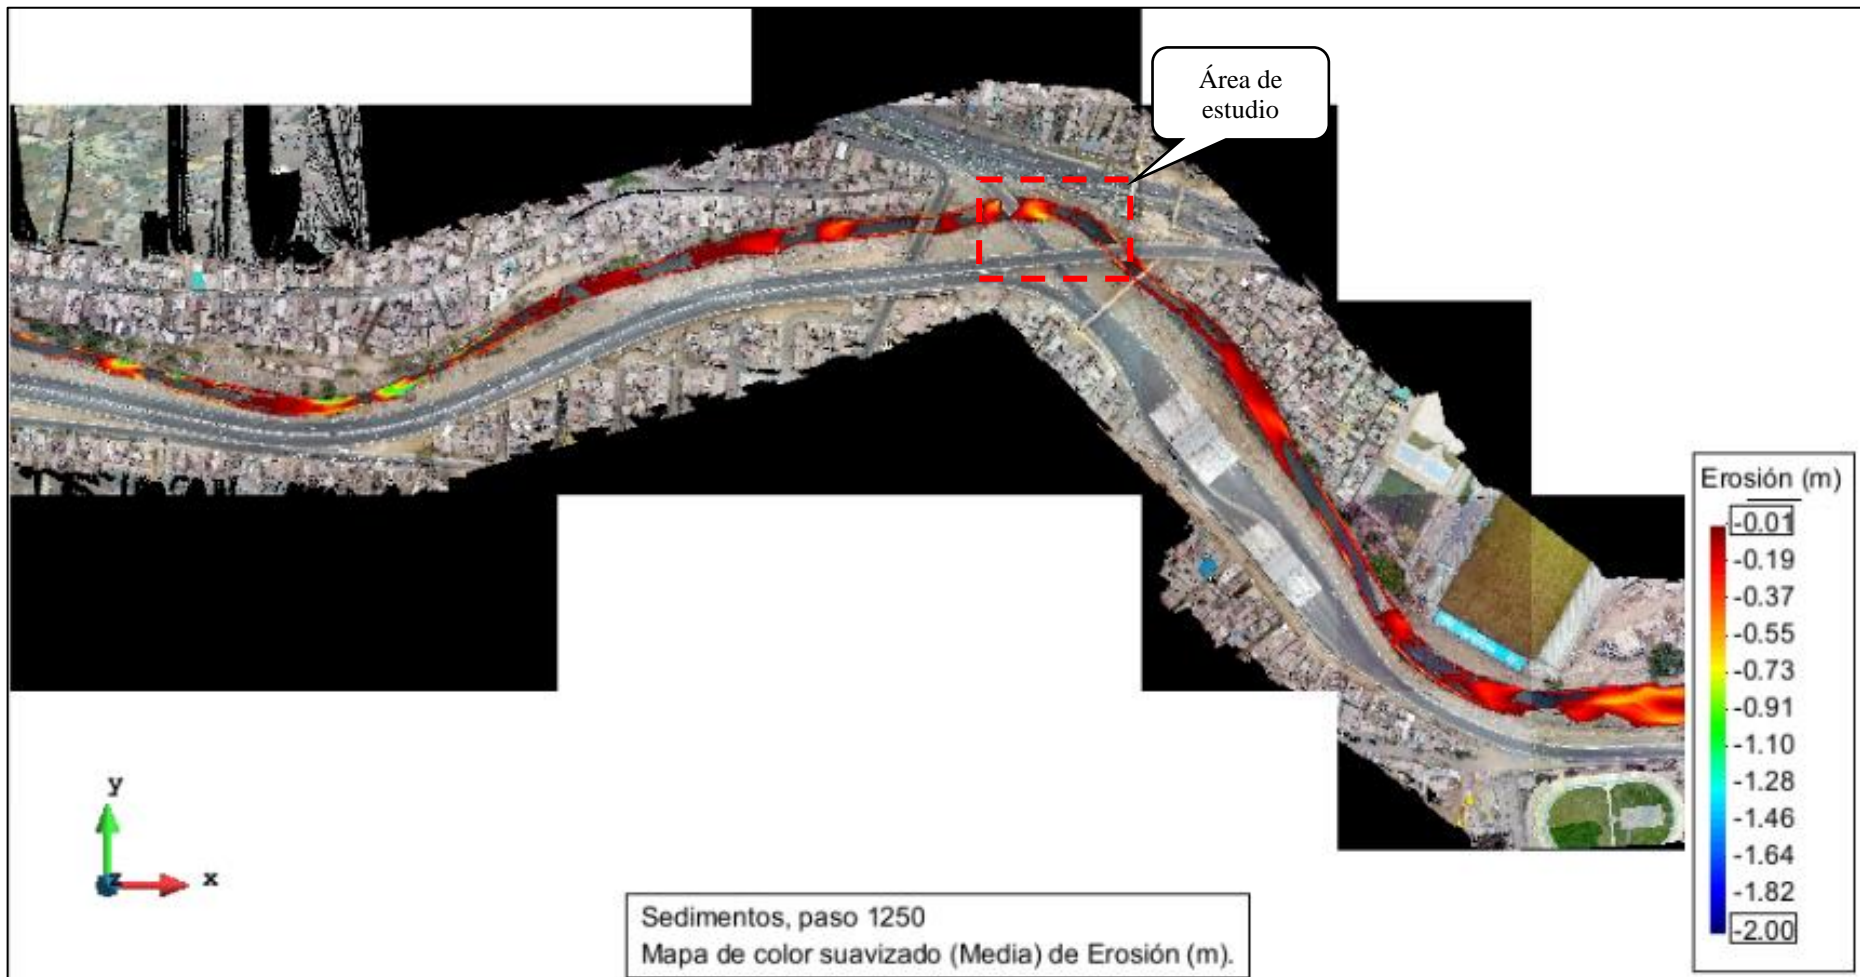 Área de
estudio
Erosión (m)
-0.01
-0.19
-0.37
-0.55
-0.73
-0.91
-1.10
-1.28
-1.46
-1.64
-1.82
-2.00
y
z
x
Sedimentos, paso 1250
Mapa de color suavizado (Media) de Erosión (m).